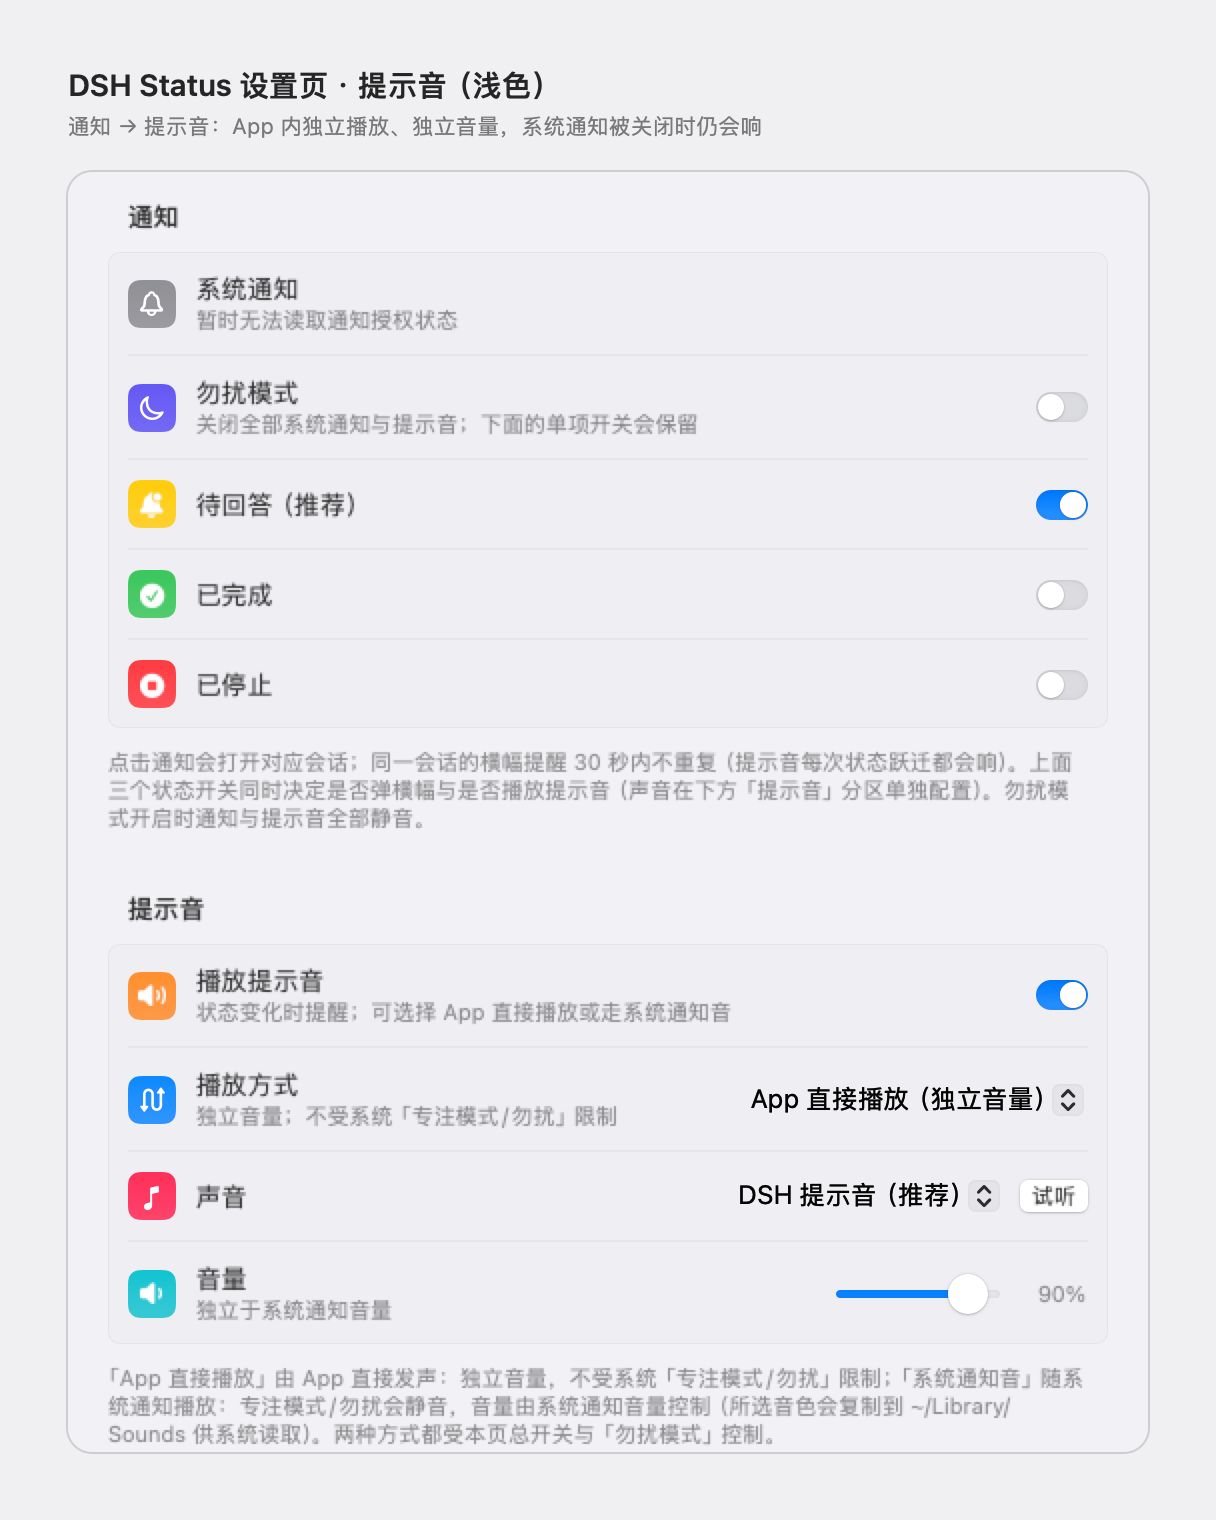 DSH Status 设置页 · 提示音（浅色）
通知 → 提示音：App 内独立播放、独立音量，系统通知被关闭时仍会响
通知
系统通知
暂时无法读取通知授权状态
勿扰模式
关闭全部系统通知与提示音；下面的单项开关会保留
待回答（推荐）
已完成
已停止
点击通知会打开对应会话；同一会话的横幅提醒 30 秒内不重复（提示音每次状态跃迁都会响）。上面
三个状态开关同时决定是否弹横幅与是否播放提示音（声音在下方「提示音」分区单独配置）。勿扰模
式开启时通知与提示音全部静音。
提示音
播放提示音
状态变化时提醒；可选择 App 直接播放或走系统通知音
播放方式
独立音量；不受系统「专注模式/勿扰」限制
App 直接播放（独立音量）
声音
DSH 提示音（推荐）
试听
音量
独立于系统通知音量
90%
「App 直接播放」由 App 直接发声：独立音量，不受系统「专注模式/勿扰」限制；「系统通知音」随系
统通知播放：专注模式/勿扰会静音，音量由系统通知音量控制（所选音色会复制到 ~/Library/
Sounds 供系统读取）。两种方式都受本页总开关与「勿扰模式」控制。